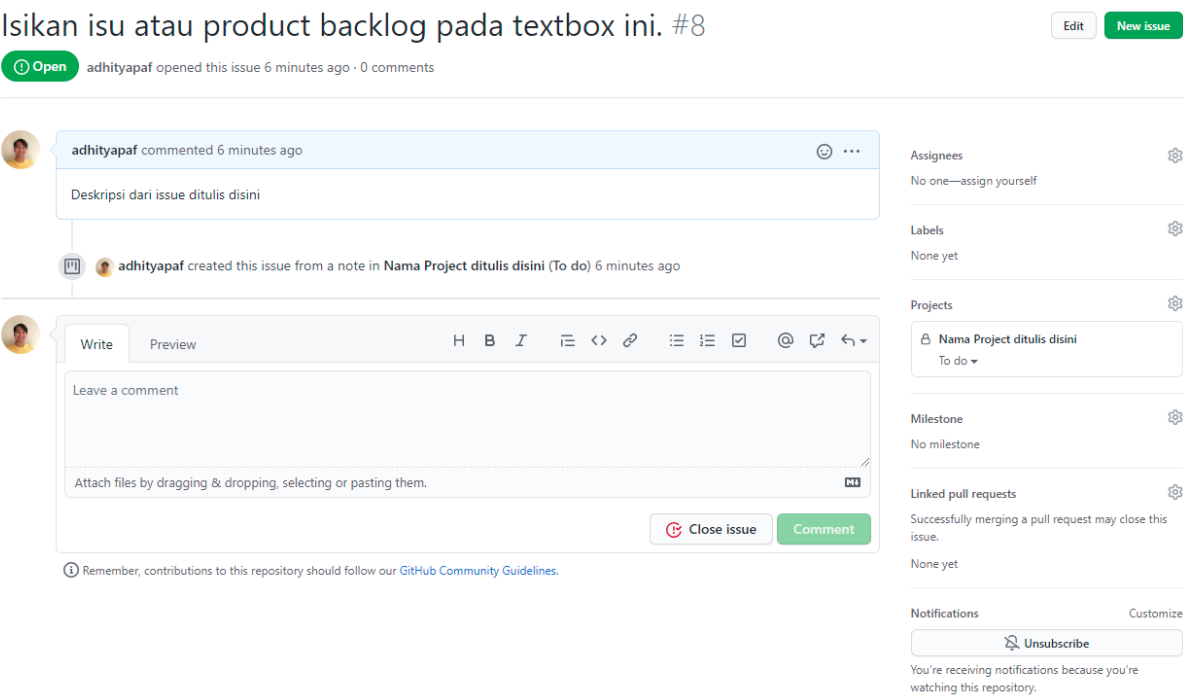 Isikan isu atau product backlog pada textbox ini. #8
Edit
New issue
Open
adhityapaf opened this issue 6 minutes ago · 0 comments
adhityapaf commented 6 minutes ago
Deskripsi dari issue ditulis disini
adhityapaf created this issue from a note in Nama Project ditulis disini (To do) 6 minutes ago
Write
Preview
Leave a comment
Attach files by dragging & dropping, selecting or pasting them.
Close issue
Comment
Remember, contributions to this repository should follow our GitHub Community Guidelines.
Assignees
No one—assign yourself
Labels
None yet
Projects
Nama Project ditulis disini
To do
Milestone
No milestone
Linked pull requests
Successfully merging a pull request may close this
issue.
None yet
Notifications
Customize
Unsubscribe
You're receiving notifications because you're
watching this repository.